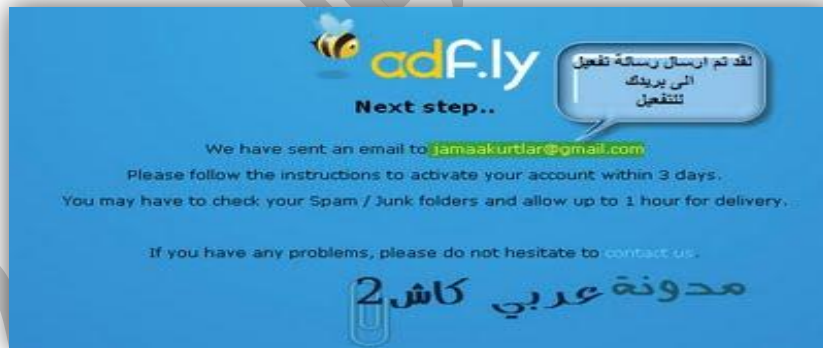 adf.ly
لقد تم ارسال رسالة تفعيل
الى بريدك
للتفعيل
Next step..
We have sent an email to jamaakurtlar@gmail.com
Please follow the instructions to activate your account within 3 days.
You may have to check your Spam / Junk folders and allow up to 1 hour for delivery.
If you have any problems, please do not hesitate to contact us.
مدونة عربي كاش2